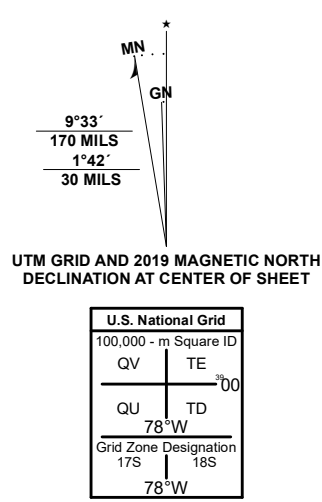 MN
GN
9°33´
170 MILS
1°42´
30 MILS
UTM GRID AND 2019 MAGNETIC NORTH
DECLINATION AT CENTER OF SHEET
U.S. National Grid
100,000 - m Square ID
QV TE
3900
QU TD
78°W
Grid Zone Designation
17S 18S
78°W